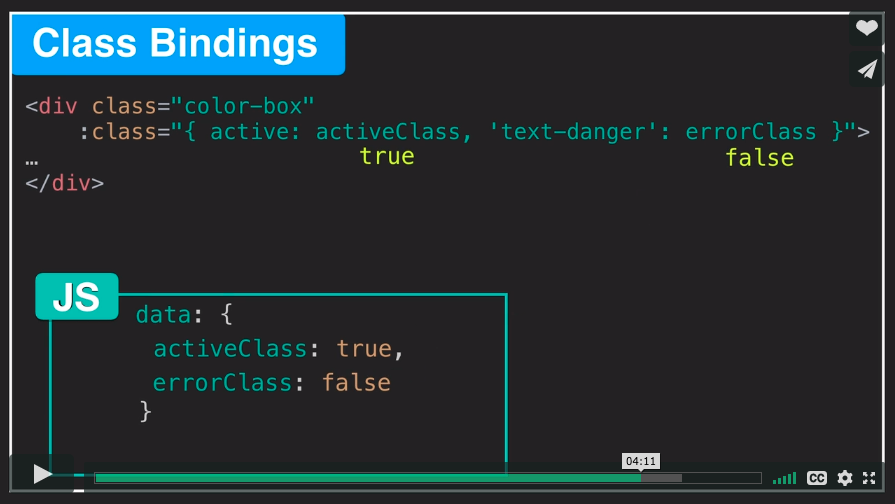 Class Bindings
<div class="color-box"
:class="{ active: activeClass, 'text-danger': errorClass }">
true false
…
</div>
JS
data: {
activeClass: true,
errorClass: false
}
04:11
CC